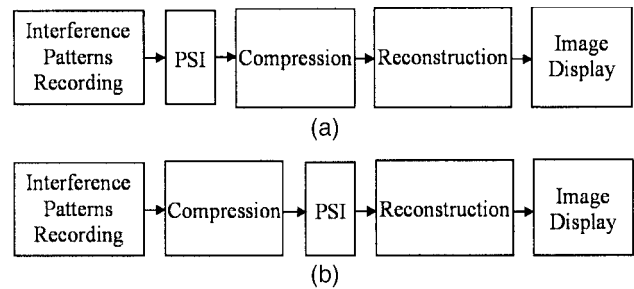 Interference
Patterns
Recording
PSI
Compression
Reconstruction
Image
Display
(a)
Interference
Patterns
Recording
Compression
PSI
Reconstruction
Image
Display
(b)